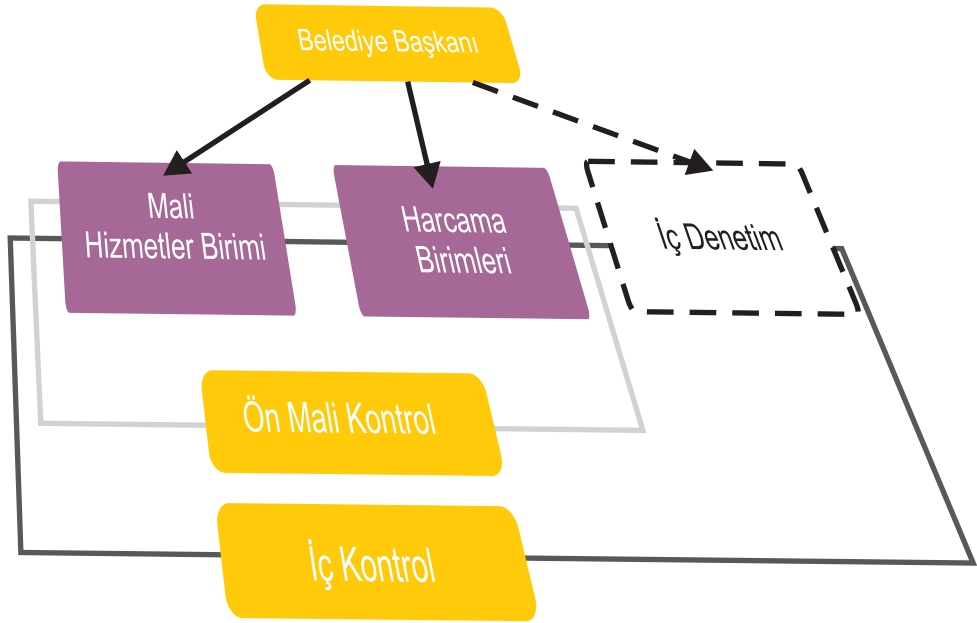 Belediye Başkanı
Mali
Hizmetler Birimi
Harcama
Birimleri
İç Denetim
Ön Mali Kontrol
İç Kontrol